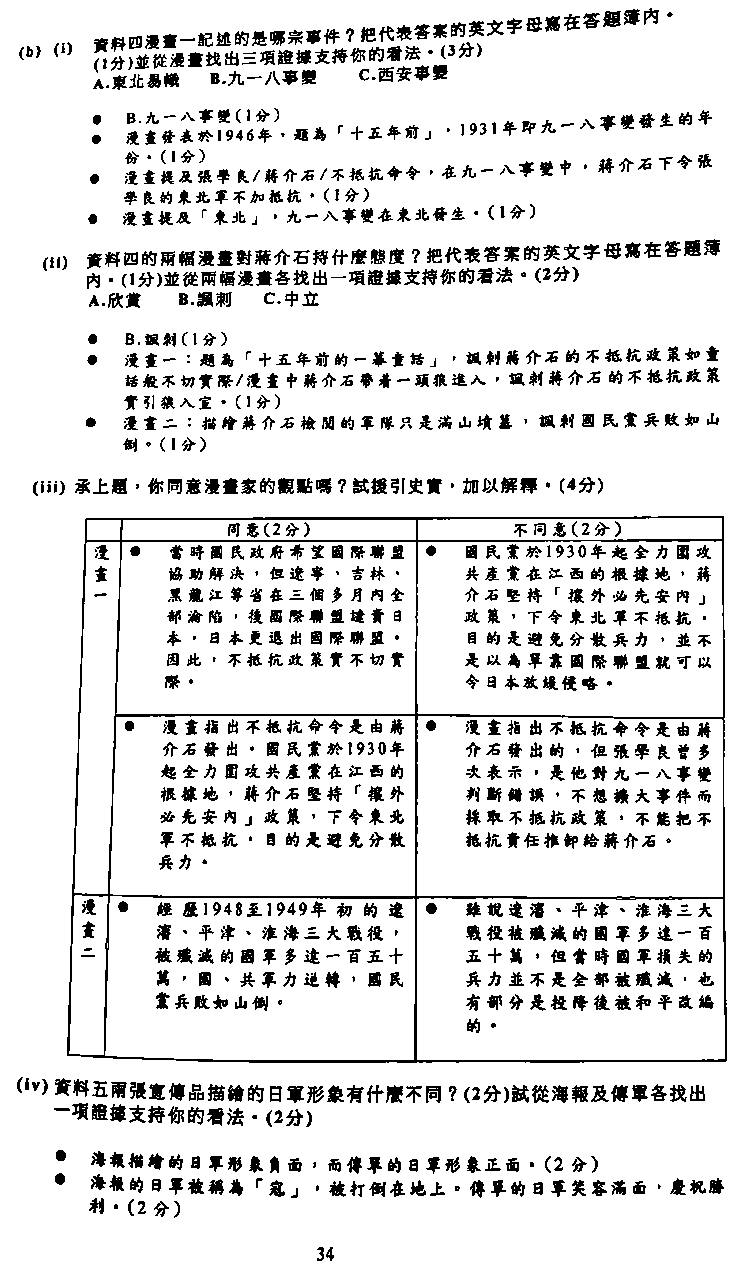 (b) (i) 資料四漫畫一記述的是哪宗事件？把代表答案的英文字母寫在答題簿內。
(1分)並從漫畫找出三項證據支持你的看法。(3分)
A.東北易幟 B.九一八事變 C.西安事變
● B.九一八事變(1分)
● 漫畫發表於1946年，題為「十五年前」，1931年即九一八事變發生的年
份。(1分)
● 漫畫提及張學良/蔣介石/不抵抗命令，在九一八事變中，蔣介石下令張
學良的東北軍不加抵抗。(1分)
● 漫畫提及「東北」，九一八事變在東北發生。(1分)
(ii) 資料四的兩幅漫畫對蔣介石持什麼態度？把代表答案的英文字母寫在答題簿
內。(1分)並從兩幅漫畫各找出一項證據支持你的看法。(2分)
A.欣賞 B.諷刺 C.中立
● B.諷刺(1分)
● 漫畫一：題為「十五年前的一幕童話」，諷刺蔣介石的不抵抗政策如童
話般不切實際/漫畫中蔣介石帶着一頭狼進入，諷刺蔣介石的不抵抗政策
實引狼入室。(1分)
● 漫畫二：描繪蔣介石檢閱的軍隊只是滿山墳墓，諷刺國民黨兵敗如山
倒。(1分)
(iii) 承上題，你同意漫畫家的觀點嗎？試援引史實，加以解釋。(4分)
同意(2分) 不同意(2分)
漫畫一
● 當時國民政府希望國際聯盟
協助解決，但遼寧、吉林、
黑龍江等省在三個多月內全
部淪陷，後國際聯盟譴責日
本，日本更退出國際聯盟。
因此，不抵抗政策實不切實
際。
● 國民黨於1930年起全力圍攻
共產黨在江西的根據地，蔣
介石堅持「攘外必先安內」
政策，下令東北軍不抵抗，
目的是避免分散兵力，並不
是以為單靠國際聯盟就可以
令日本放緩侵略。
● 漫畫指出不抵抗命令是由蔣
介石發出。國民黨於1930年
起全力圍攻共產黨在江西的
根據地，蔣介石堅持「攘外
必先安內」政策，下令東北
軍不抵抗，目的是避免分散
兵力。
● 漫畫指出不抵抗命令是由蔣
介石發出的，但張學良曾多
次表示，是他對九一八事變
判斷錯誤，不想擴大事件而
採取不抵抗政策，不能把不
抵抗責任推卸給蔣介石。
漫畫二
● 經歷1948至1949年初的遼
瀋、平津、淮海三大戰役，
被殲滅的國軍多達一百五十
萬，國、共軍力逆轉，國民
黨兵敗如山倒。
● 雖說遼瀋、平津、淮海三大
戰役被殲滅的國軍多達一百
五十萬，但當時國軍損失的
兵力並不是全部被殲滅，也
有部分是投降後被和平改編
的。
(iv) 資料五兩張宣傳品描繪的日軍形象有什麼不同？(2分)試從海報及傳單各找出
一項證據支持你的看法。(2分)
● 海報描繪的日軍形象負面，而傳單的日軍形象正面。(2分)
● 海報的日軍被稱為「寇」，被打倒在地上。傳單的日軍笑容滿面，慶祝勝
利。(2分)
34